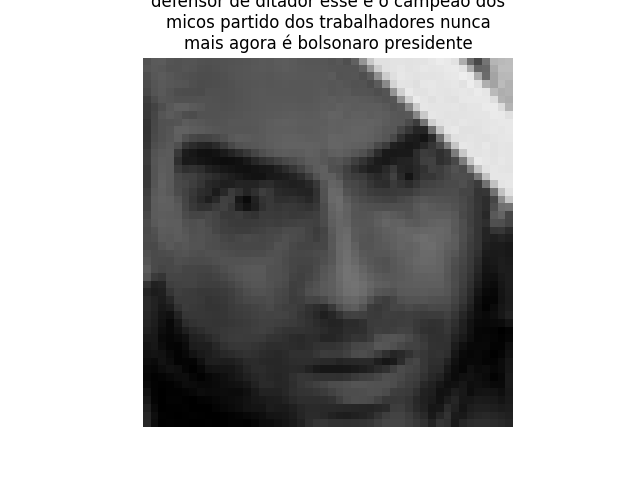 defensor de ditador esse é o campeão dos
micos partido dos trabalhadores nunca
mais agora é bolsonaro presidente